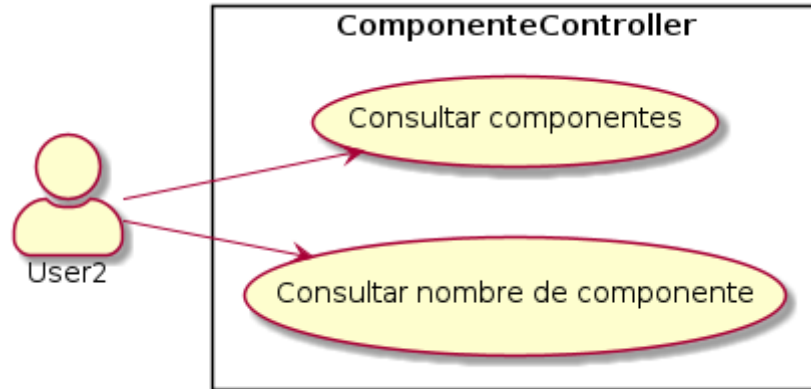 ComponenteController
Consultar componentes
User2
Consultar nombre de componente